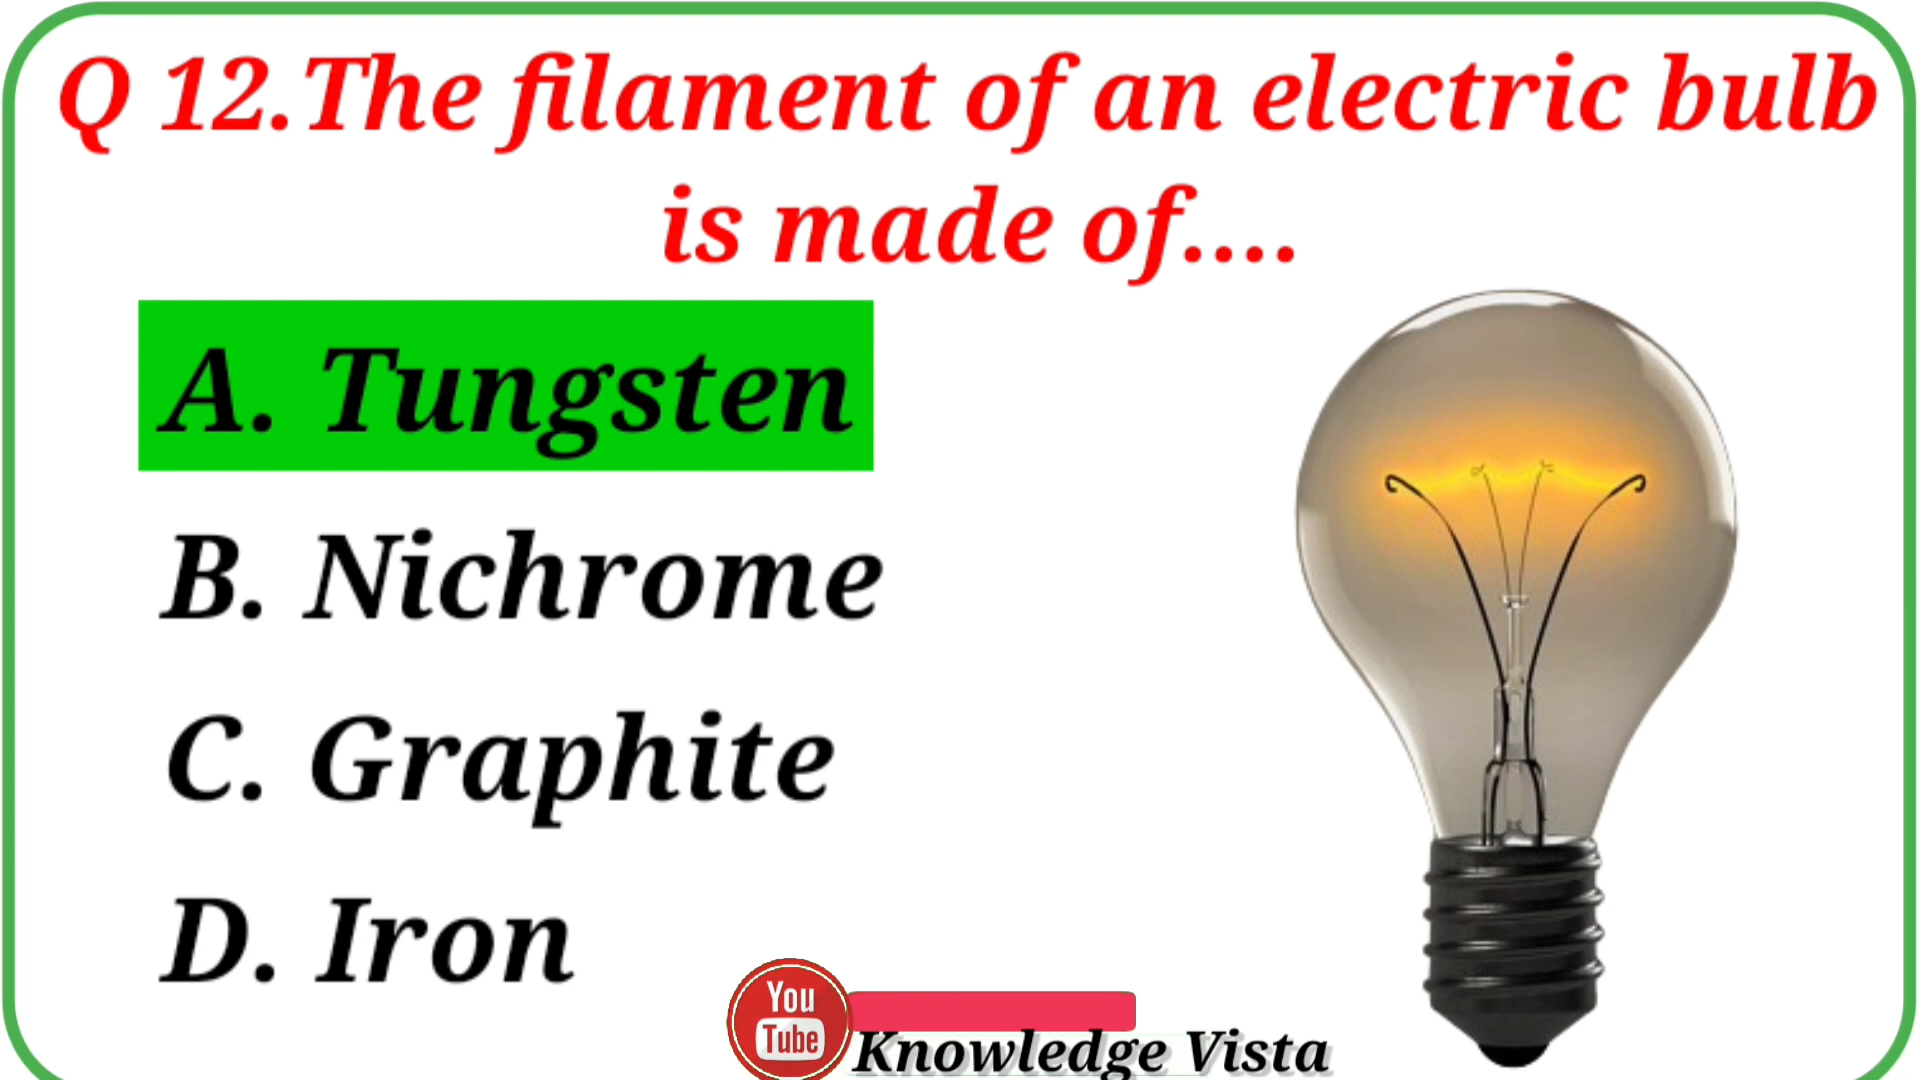 Q 12.The filament of an electric bulb
is made of....
A. Tungsten
B. Nichrome
C. Graphite
D. Iron
You
Tube
Knowledge Vista